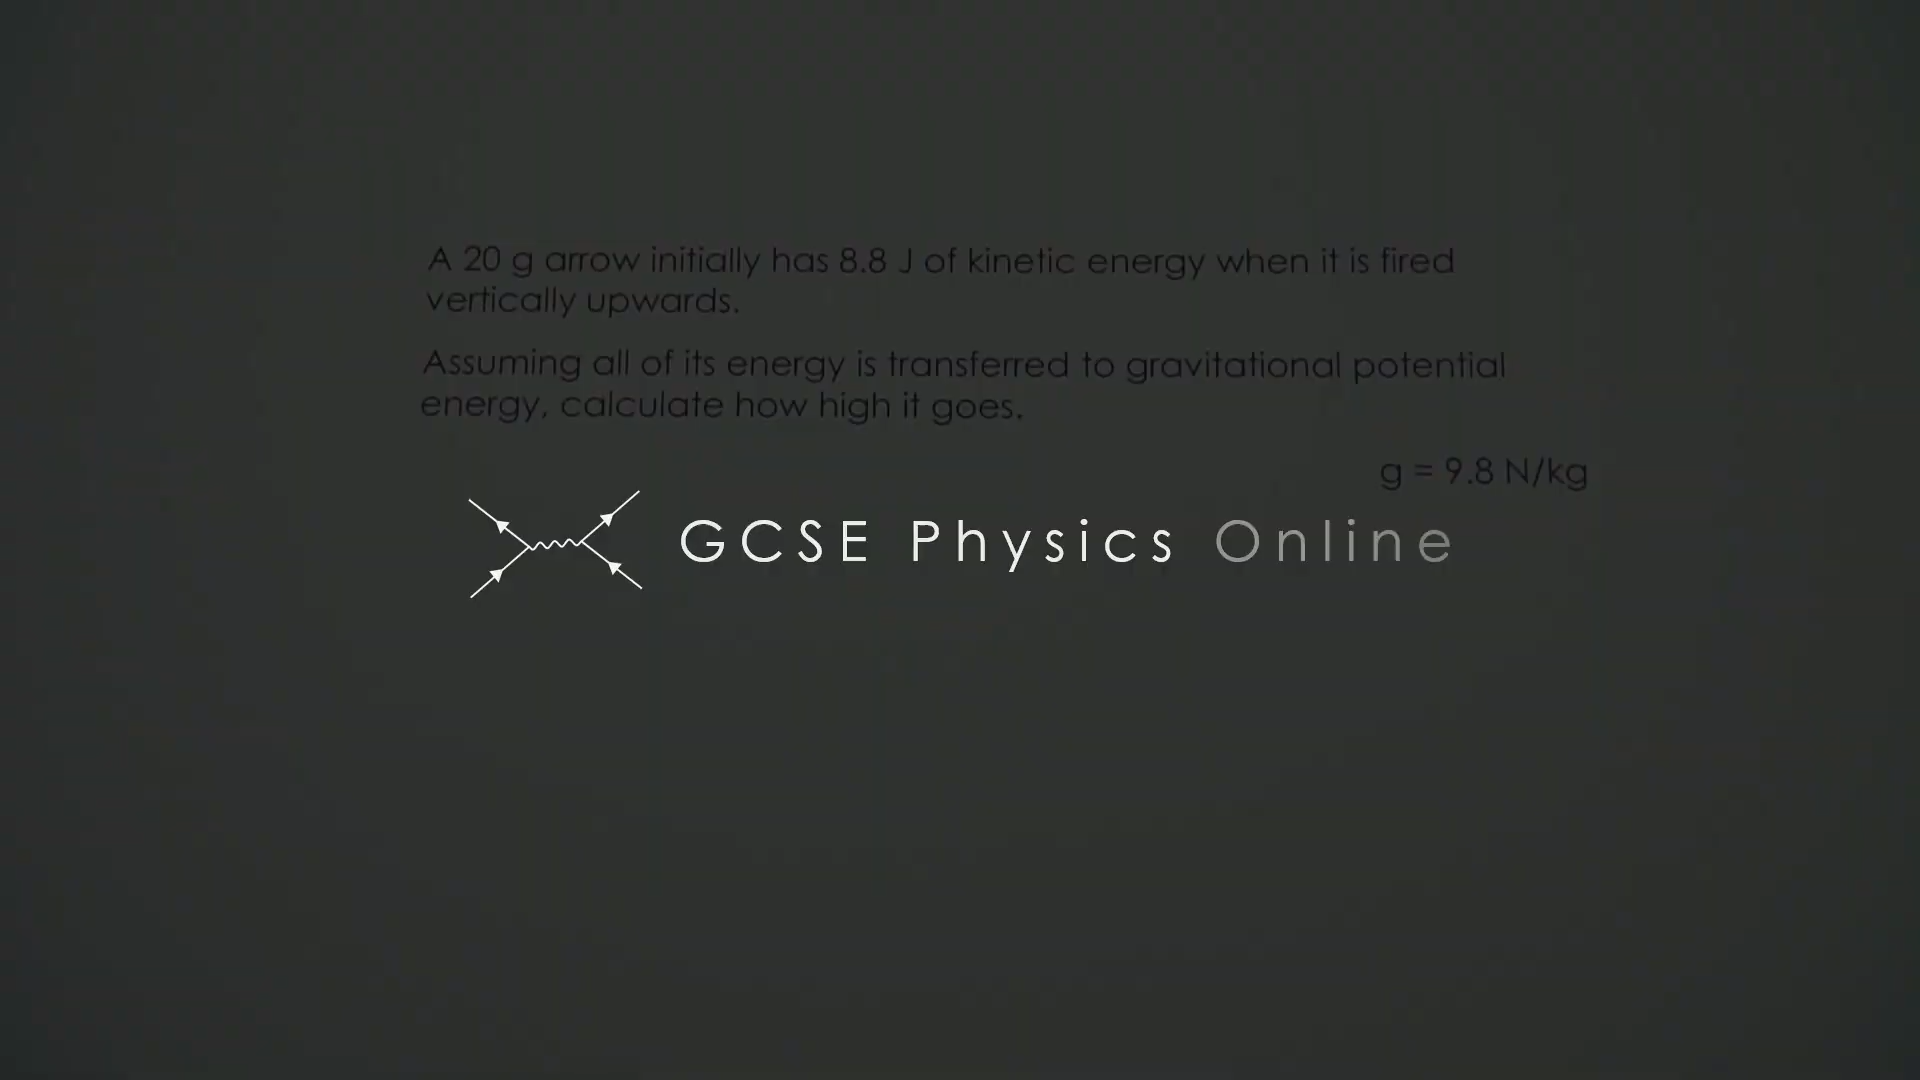 A 20 g arrow initially has 8.8 J of kinetic energy when it is fired
vertically upwards.
Assuming all of its energy is transferred to gravitational potential
energy, calculate how high it goes.
g = 9.8 N/kg
GCSE Physics Online